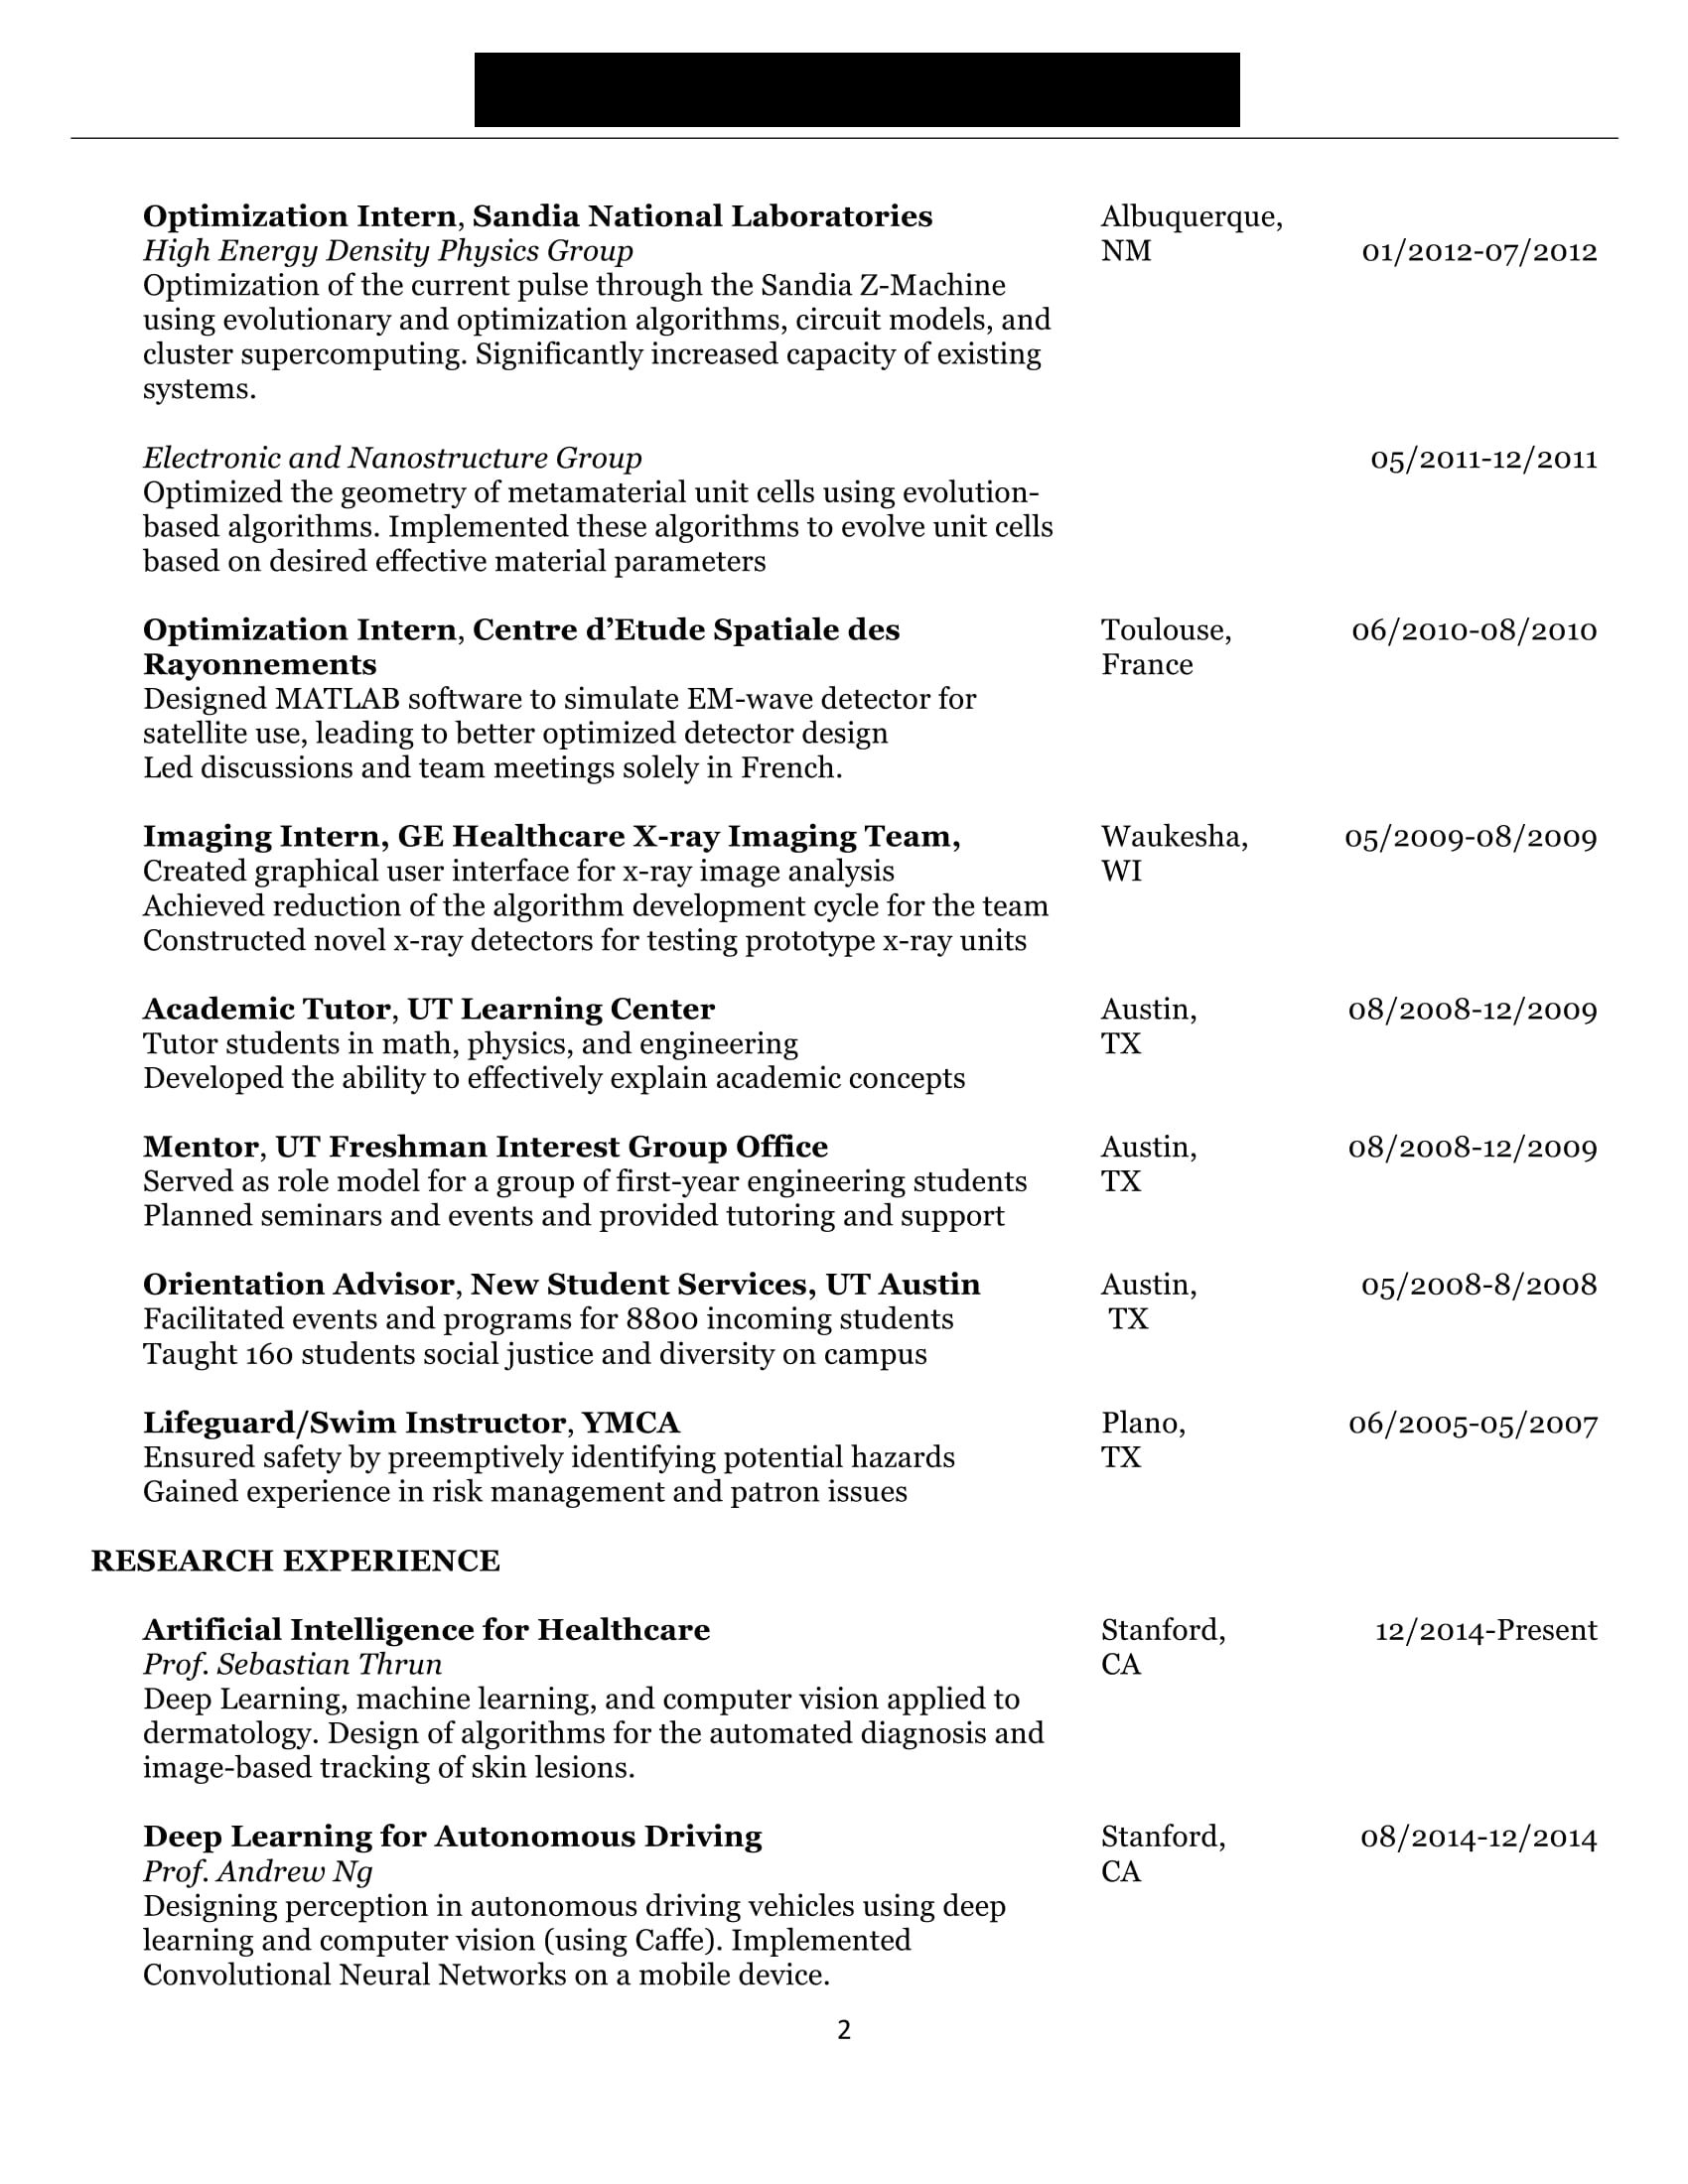 Optimization Intern, Sandia National Laboratories Albuquerque,
High Energy Density Physics Group NM 01/2012-07/2012
Optimization of the current pulse through the Sandia Z-Machine
using evolutionary and optimization algorithms, circuit models, and
cluster supercomputing. Significantly increased capacity of existing
systems.
Electronic and Nanostructure Group 05/2011-12/2011
Optimized the geometry of metamaterial unit cells using evolution-
based algorithms. Implemented these algorithms to evolve unit cells
based on desired effective material parameters
Optimization Intern, Centre d’Etude Spatiale des Toulouse, 06/2010-08/2010
Rayonnements France
Designed MATLAB software to simulate EM-wave detector for
satellite use, leading to better optimized detector design
Led discussions and team meetings solely in French.
Imaging Intern, GE Healthcare X-ray Imaging Team, Waukesha, 05/2009-08/2009
Created graphical user interface for x-ray image analysis WI
Achieved reduction of the algorithm development cycle for the team
Constructed novel x-ray detectors for testing prototype x-ray units
Academic Tutor, UT Learning Center Austin, 08/2008-12/2009
Tutor students in math, physics, and engineering TX
Developed the ability to effectively explain academic concepts
Mentor, UT Freshman Interest Group Office Austin, 08/2008-12/2009
Served as role model for a group of first-year engineering students TX
Planned seminars and events and provided tutoring and support
Orientation Advisor, New Student Services, UT Austin Austin, 05/2008-8/2008
Facilitated events and programs for 8800 incoming students TX
Taught 160 students social justice and diversity on campus
Lifeguard/Swim Instructor, YMCA Plano, 06/2005-05/2007
Ensured safety by preemptively identifying potential hazards TX
Gained experience in risk management and patron issues
RESEARCH EXPERIENCE
Artificial Intelligence for Healthcare Stanford, 12/2014-Present
Prof. Sebastian Thrun CA
Deep Learning, machine learning, and computer vision applied to
dermatology. Design of algorithms for the automated diagnosis and
image-based tracking of skin lesions.
Deep Learning for Autonomous Driving Stanford, 08/2014-12/2014
Prof. Andrew Ng CA
Designing perception in autonomous driving vehicles using deep
learning and computer vision (using Caffe). Implemented
Convolutional Neural Networks on a mobile device.
2